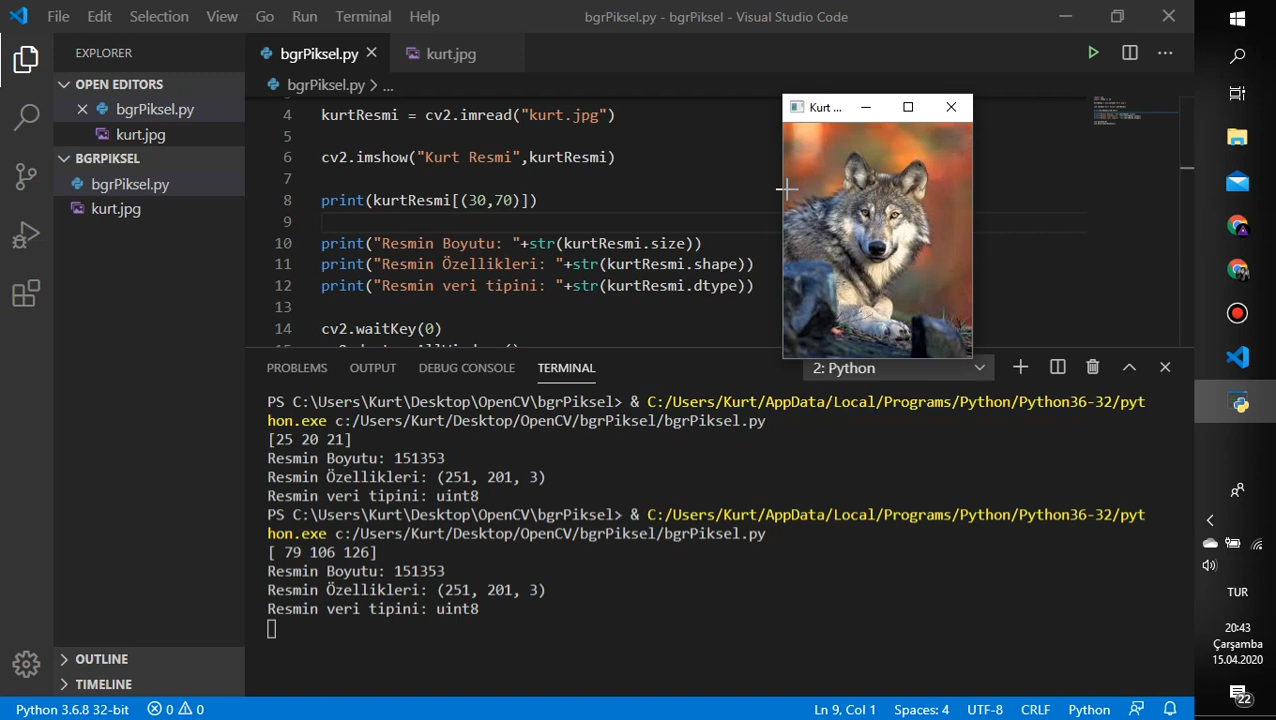 File Edit Selection View Go Run Terminal Help
bgrPiksel.py - bgrPiksel - Visual Studio Code
EXPLORER
OPEN EDITORS
bgrPiksel.py
kurt.jpg
BGRPIKSEL
bgrPiksel.py
kurt.jpg
OUTLINE
TIMELINE
bgrPiksel.py
kurt.jpg
bgrPiksel.py > ...
4 kurtResmi = cv2.imread("kurt.jpg")
5
6 cv2.imshow("Kurt Resmi",kurtResmi)
7
8 print(kurtResmi[(30,70)])
9
10 print("Resmin Boyutu: "+str(kurtResmi.size))
11 print("Resmin Özellikleri: "+str(kurtResmi.shape))
12 print("Resmin veri tipini: "+str(kurtResmi.dtype))
13
14 cv2.waitKey(0)
Kurt ...
PROBLEMS OUTPUT DEBUG CONSOLE TERMINAL
2: Python
PS C:\Users\Kurt\Desktop\OpenCV\bgrPiksel> & C:/Users/Kurt/AppData/Local/Programs/Python/Python36-32/pyt
hon.exe c:/Users/Kurt/Desktop/OpenCV/bgrPiksel/bgrPiksel.py
[25 20 21]
Resmin Boyutu: 151353
Resmin Özellikleri: (251, 201, 3)
Resmin veri tipini: uint8
PS C:\Users\Kurt\Desktop\OpenCV\bgrPiksel> & C:/Users/Kurt/AppData/Local/Programs/Python/Python36-32/pyt
hon.exe c:/Users/Kurt/Desktop/OpenCV/bgrPiksel/bgrPiksel.py
[ 79 106 126]
Resmin Boyutu: 151353
Resmin Özellikleri: (251, 201, 3)
Resmin veri tipini: uint8
Python 3.6.8 32-bit 0 0
Ln 9, Col 1 Spaces: 4 UTF-8 CRLF Python
TUR
20:43
Çarşamba
15.04.2020
22